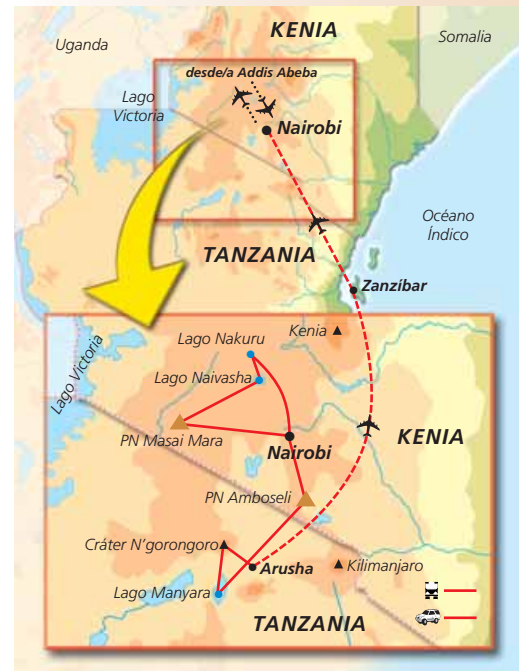 KENIA
Uganda
Somalia
desde/a Addis Abeba
Lago
Victoria
Nairobi
Océano
Índico
TANZANIA
Zanzíbar
Lago Nakuru
Kenia
Lago Victoria
Lago Naivasha
PN Masai Mara
Nairobi
KENIA
PN Amboseli
Cráter N'gorongoro
Arusha
Kilimanjaro
Lago Manyara
TANZANIA